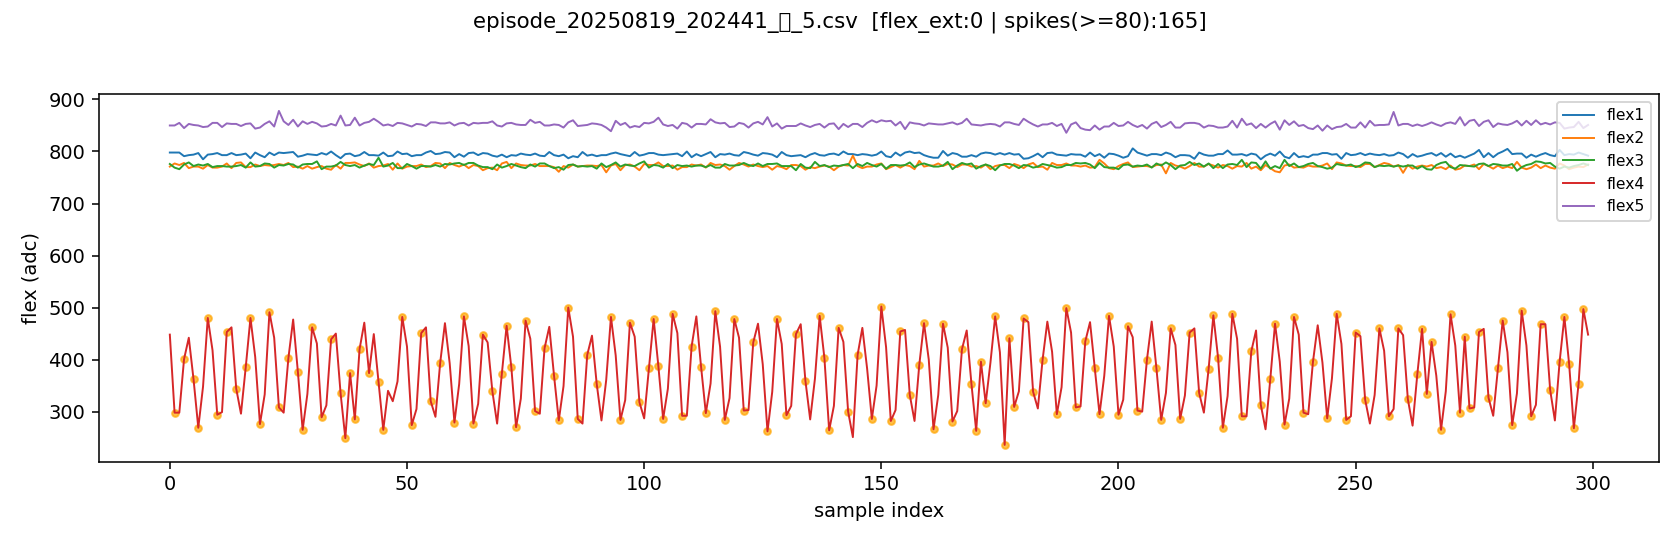 episode_20250819_202441_▯_5.csv [flex_ext:0 | spikes(>=80):165]
900
800
700
600
500
400
300
flex (adc)
flex1
flex2
flex3
flex4
flex5
0
50
100
150
200
250
300
sample index